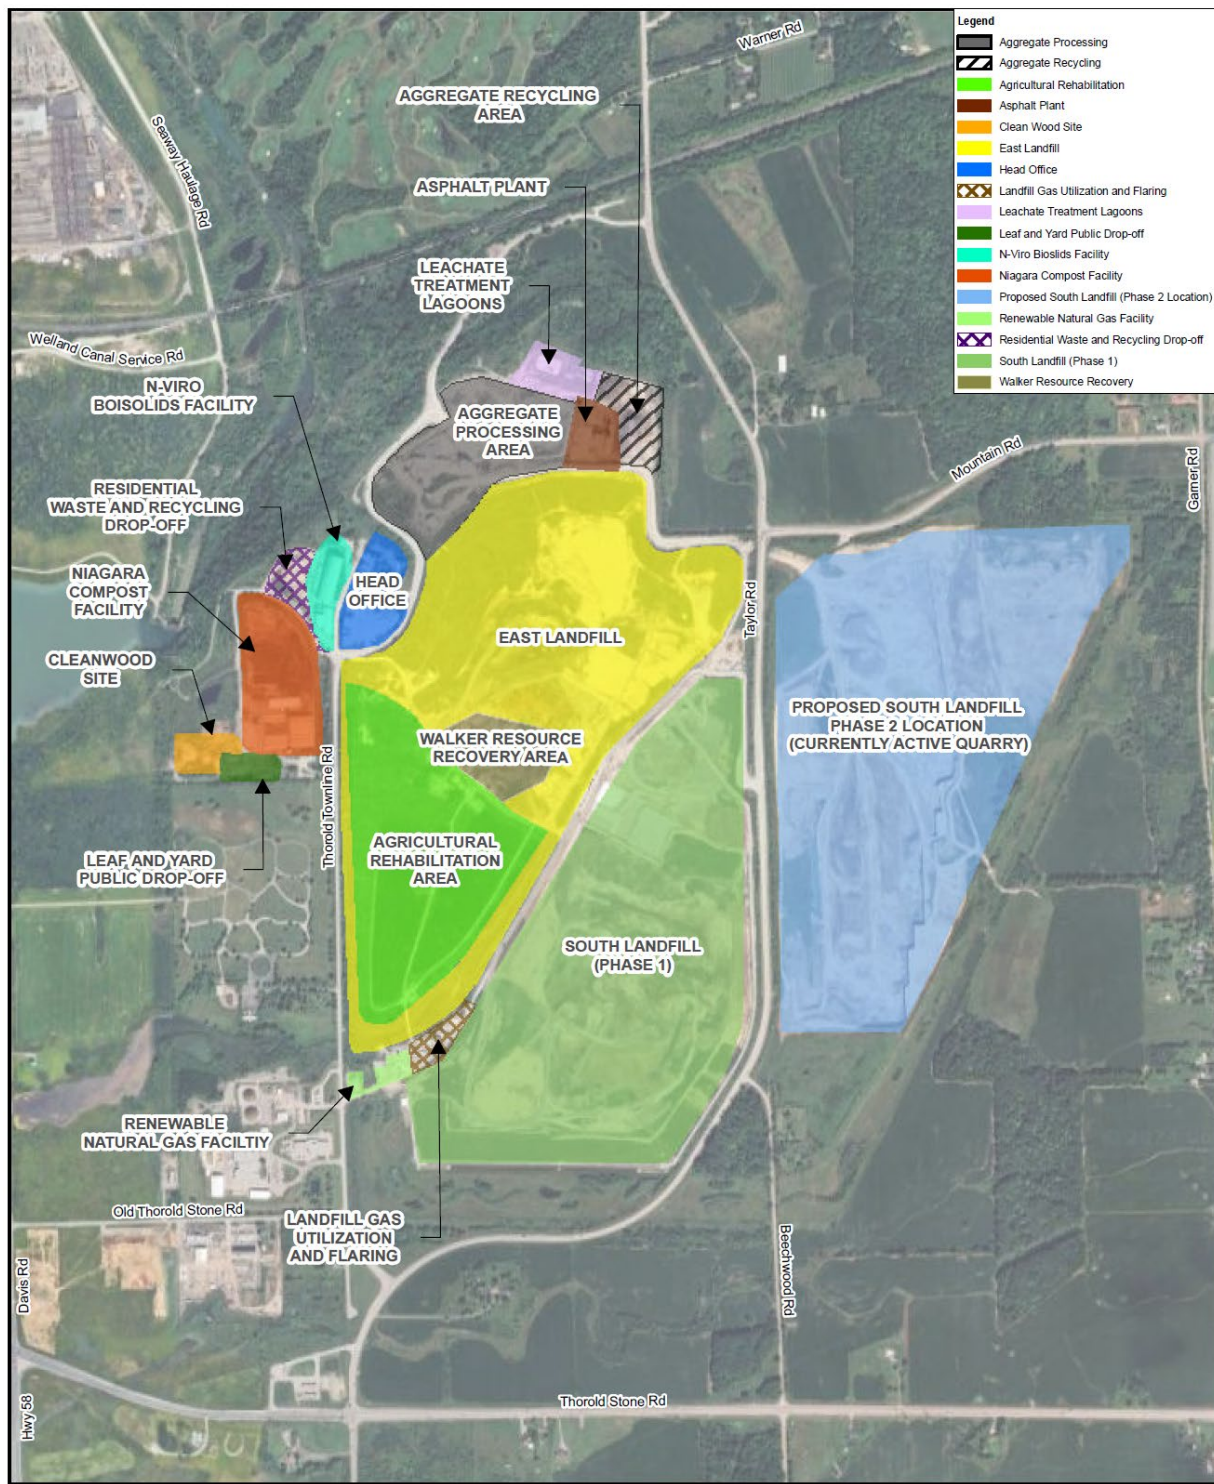 Legend
Aggregate Processing
Aggregate Recycling
Agricultural Rehabilitation
Asphalt Plant
Clean Wood Site
East Landfill
Head Office
Landfill Gas Utilization and Flaring
Leachate Treatment Lagoons
Leaf and Yard Public Drop-off
N-Viro Bioslids Facility
Niagara Compost Facility
Proposed South Landfill (Phase 2 Location)
Renewable Natural Gas Facility
Residential Waste and Recycling Drop-off
South Landfill (Phase 1)
Walker Resource Recovery
Warner Rd
Seaway Haulage Rd
AGGREGATE RECYCLING
AREA
ASPHALT PLANT
LEACHATE
TREATMENT
LAGOONS
Welland Canal Service Rd
N-VIRO
BOISOLIDS FACILITY
AGGREGATE
PROCESSING
AREA
Mountain Rd
Garner Rd
RESIDENTIAL
WASTE AND RECYCLING
DROP-OFF
NIAGARA
COMPOST
FACILITY
HEAD
OFFICE
Taylor Rd
EAST LANDFILL
CLEANWOOD
SITE
WALKER RESOURCE
RECOVERY AREA
PROPOSED SOUTH LANDFILL
PHASE 2 LOCATION
(CURRENTLY ACTIVE QUARRY)
Thorold Townline Rd
LEAF AND YARD
PUBLIC DROP-OFF
AGRICULTURAL
REHABILITATION
AREA
SOUTH LANDFILL
(PHASE 1)
RENEWABLE
NATURAL GAS FACILTIY
Old Thorold Stone Rd
LANDFILL GAS
UTILIZATION
AND FLARING
Davis Rd
Beechwood Rd
Hwy 58
Thorold Stone Rd